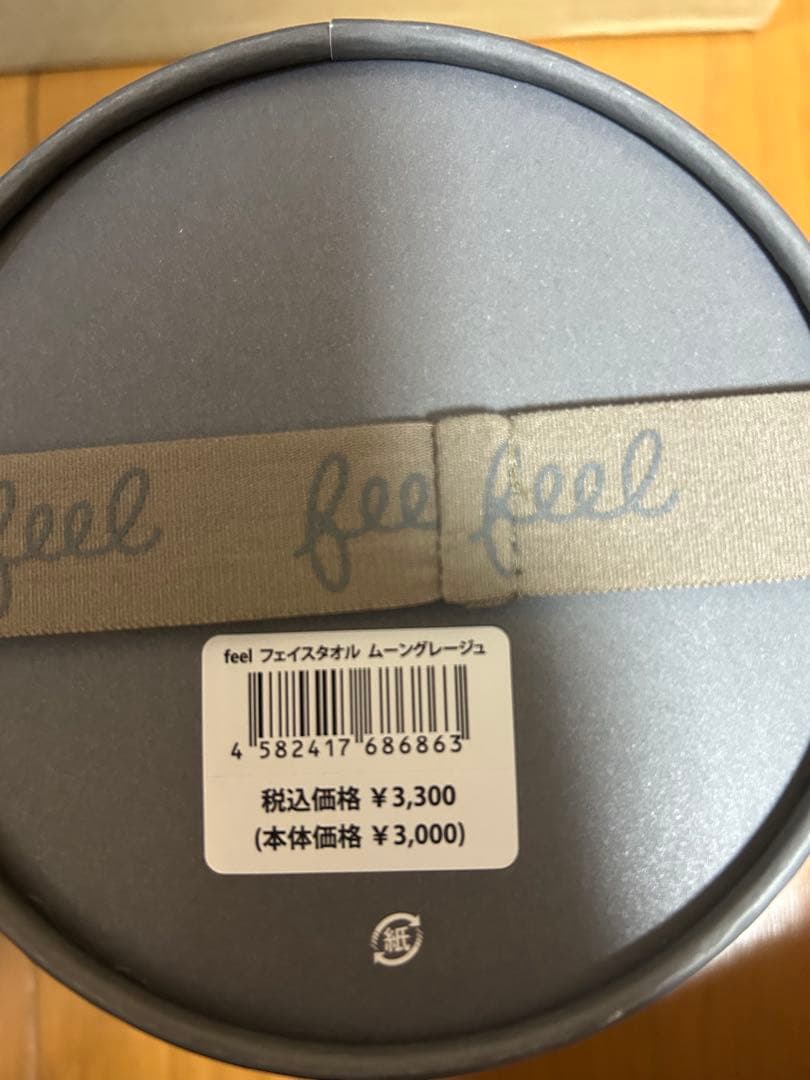 feel fee feel
feel フェイスタオル ムーングレージュ
4 582417 686863
税込価格 ¥3,300
(本体価格 ¥3,000)
紙